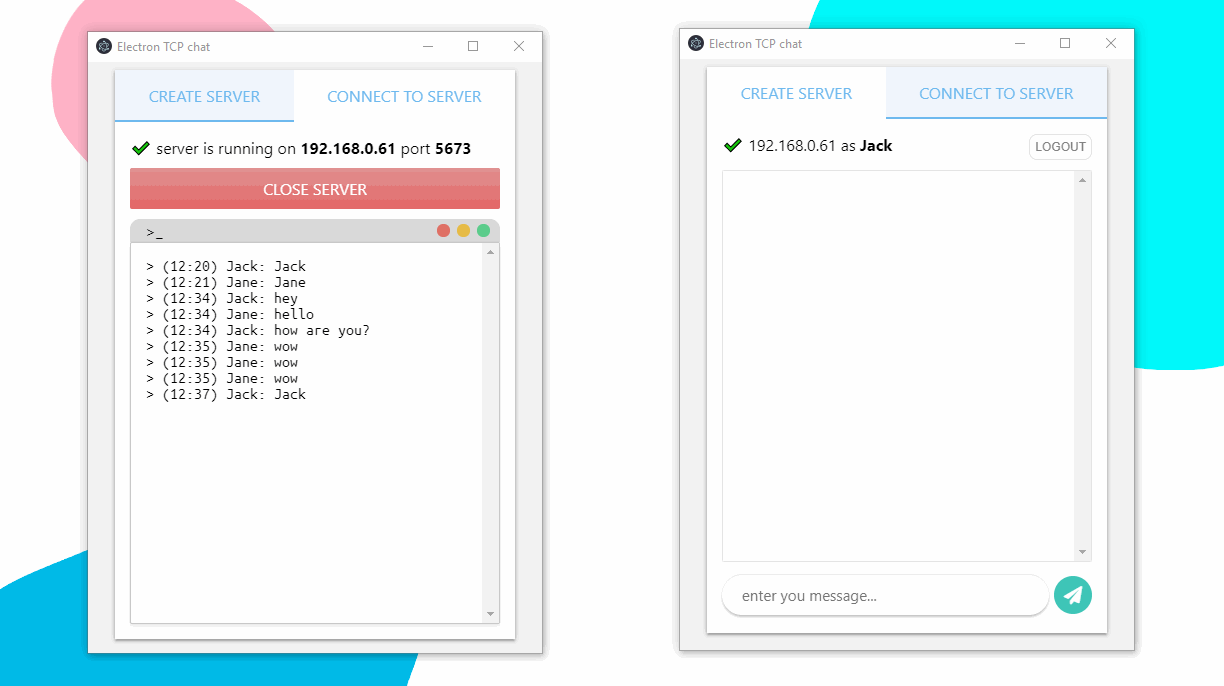 Electron TCP chat
CREATE SERVER CONNECT TO SERVER
server is running on 192.168.0.61 port 5673
CLOSE SERVER
>_
> (12:20) Jack: Jack
> (12:21) Jane: Jane
> (12:34) Jack: hey
> (12:34) Jane: hello
> (12:34) Jack: how are you?
> (12:35) Jane: wow
> (12:35) Jane: wow
> (12:35) Jane: wow
> (12:37) Jack: Jack
Electron TCP chat
CREATE SERVER CONNECT TO SERVER
192.168.0.61 as Jack LOGOUT
enter you message...